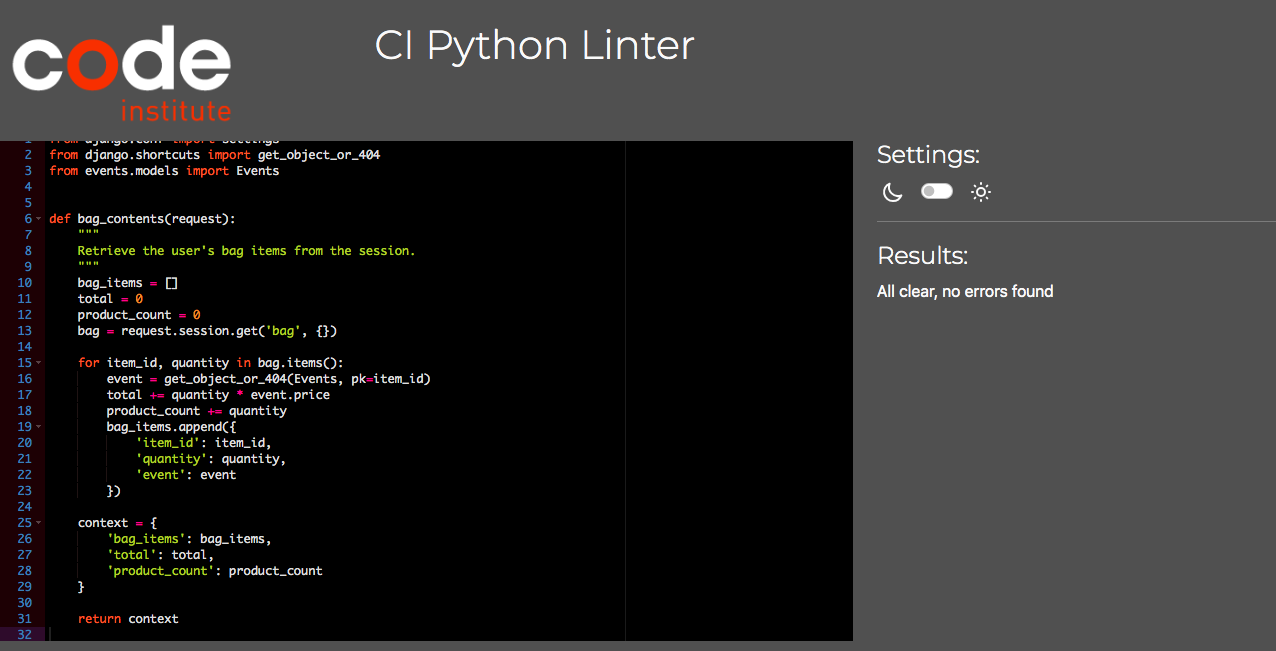 code
institute
CI Python Linter
1 from django.conf import settings
2 from django.shortcuts import get_object_or_404
3 from events.models import Events
4
5
6 def bag_contents(request):
7     """
8     Retrieve the user's bag items from the session.
9     """
10     bag_items = []
11     total = 0
12     product_count = 0
13     bag = request.session.get('bag', {})
14
15     for item_id, quantity in bag.items():
16         event = get_object_or_404(Events, pk=item_id)
17         total += quantity * event.price
18         product_count += quantity
19         bag_items.append({
20             'item_id': item_id,
21             'quantity': quantity,
22             'event': event
23         })
24
25     context = {
26         'bag_items': bag_items,
27         'total': total,
28         'product_count': product_count
29     }
30
31     return context
32
Settings:
Results:
All clear, no errors found